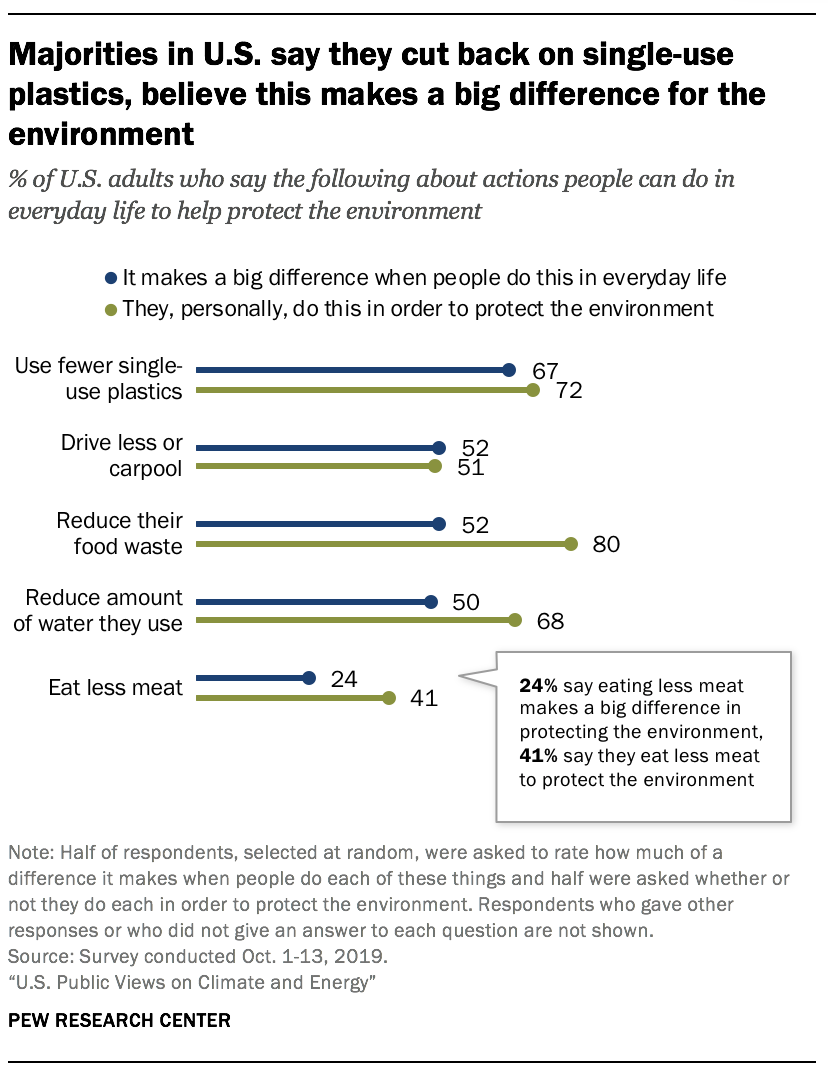 Majorities in U.S. say they cut back on single-use
plastics, believe this makes a big difference for the
environment
% of U.S. adults who say the following about actions people can do in
everyday life to help protect the environment
It makes a big difference when people do this in everyday life
They, personally, do this in order to protect the environment
Use fewer single-
use plastics
67
72
Drive less or
carpool
52
51
Reduce their
food waste
52
80
Reduce amount
of water they use
50
68
Eat less meat
24
41
24% say eating less meat
makes a big difference in
protecting the environment,
41% say they eat less meat
to protect the environment
Note: Half of respondents, selected at random, were asked to rate how much of a
difference it makes when people do each of these things and half were asked whether or
not they do each in order to protect the environment. Respondents who gave other
responses or who did not give an answer to each question are not shown.
Source: Survey conducted Oct. 1-13, 2019.
“U.S. Public Views on Climate and Energy”
PEW RESEARCH CENTER